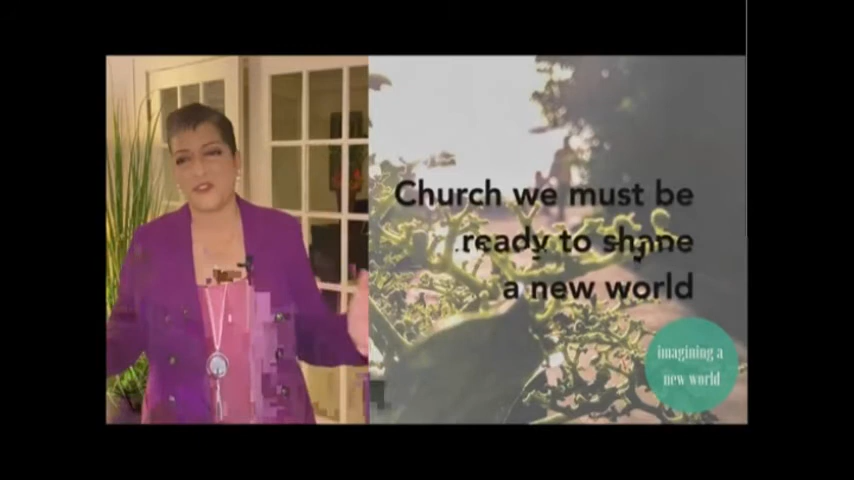 Church we must be
ready to shape
a new world
imagining a
new world